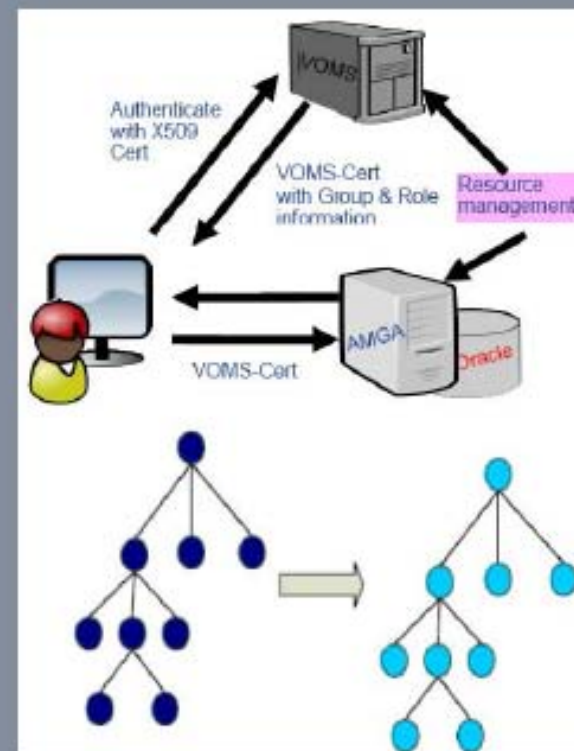 VOMS
Authenticate
with X509
Cert
VOMS-Cert
with Group & Role
information
Resource
management
AMGA
Oracle
VOMS-Cert